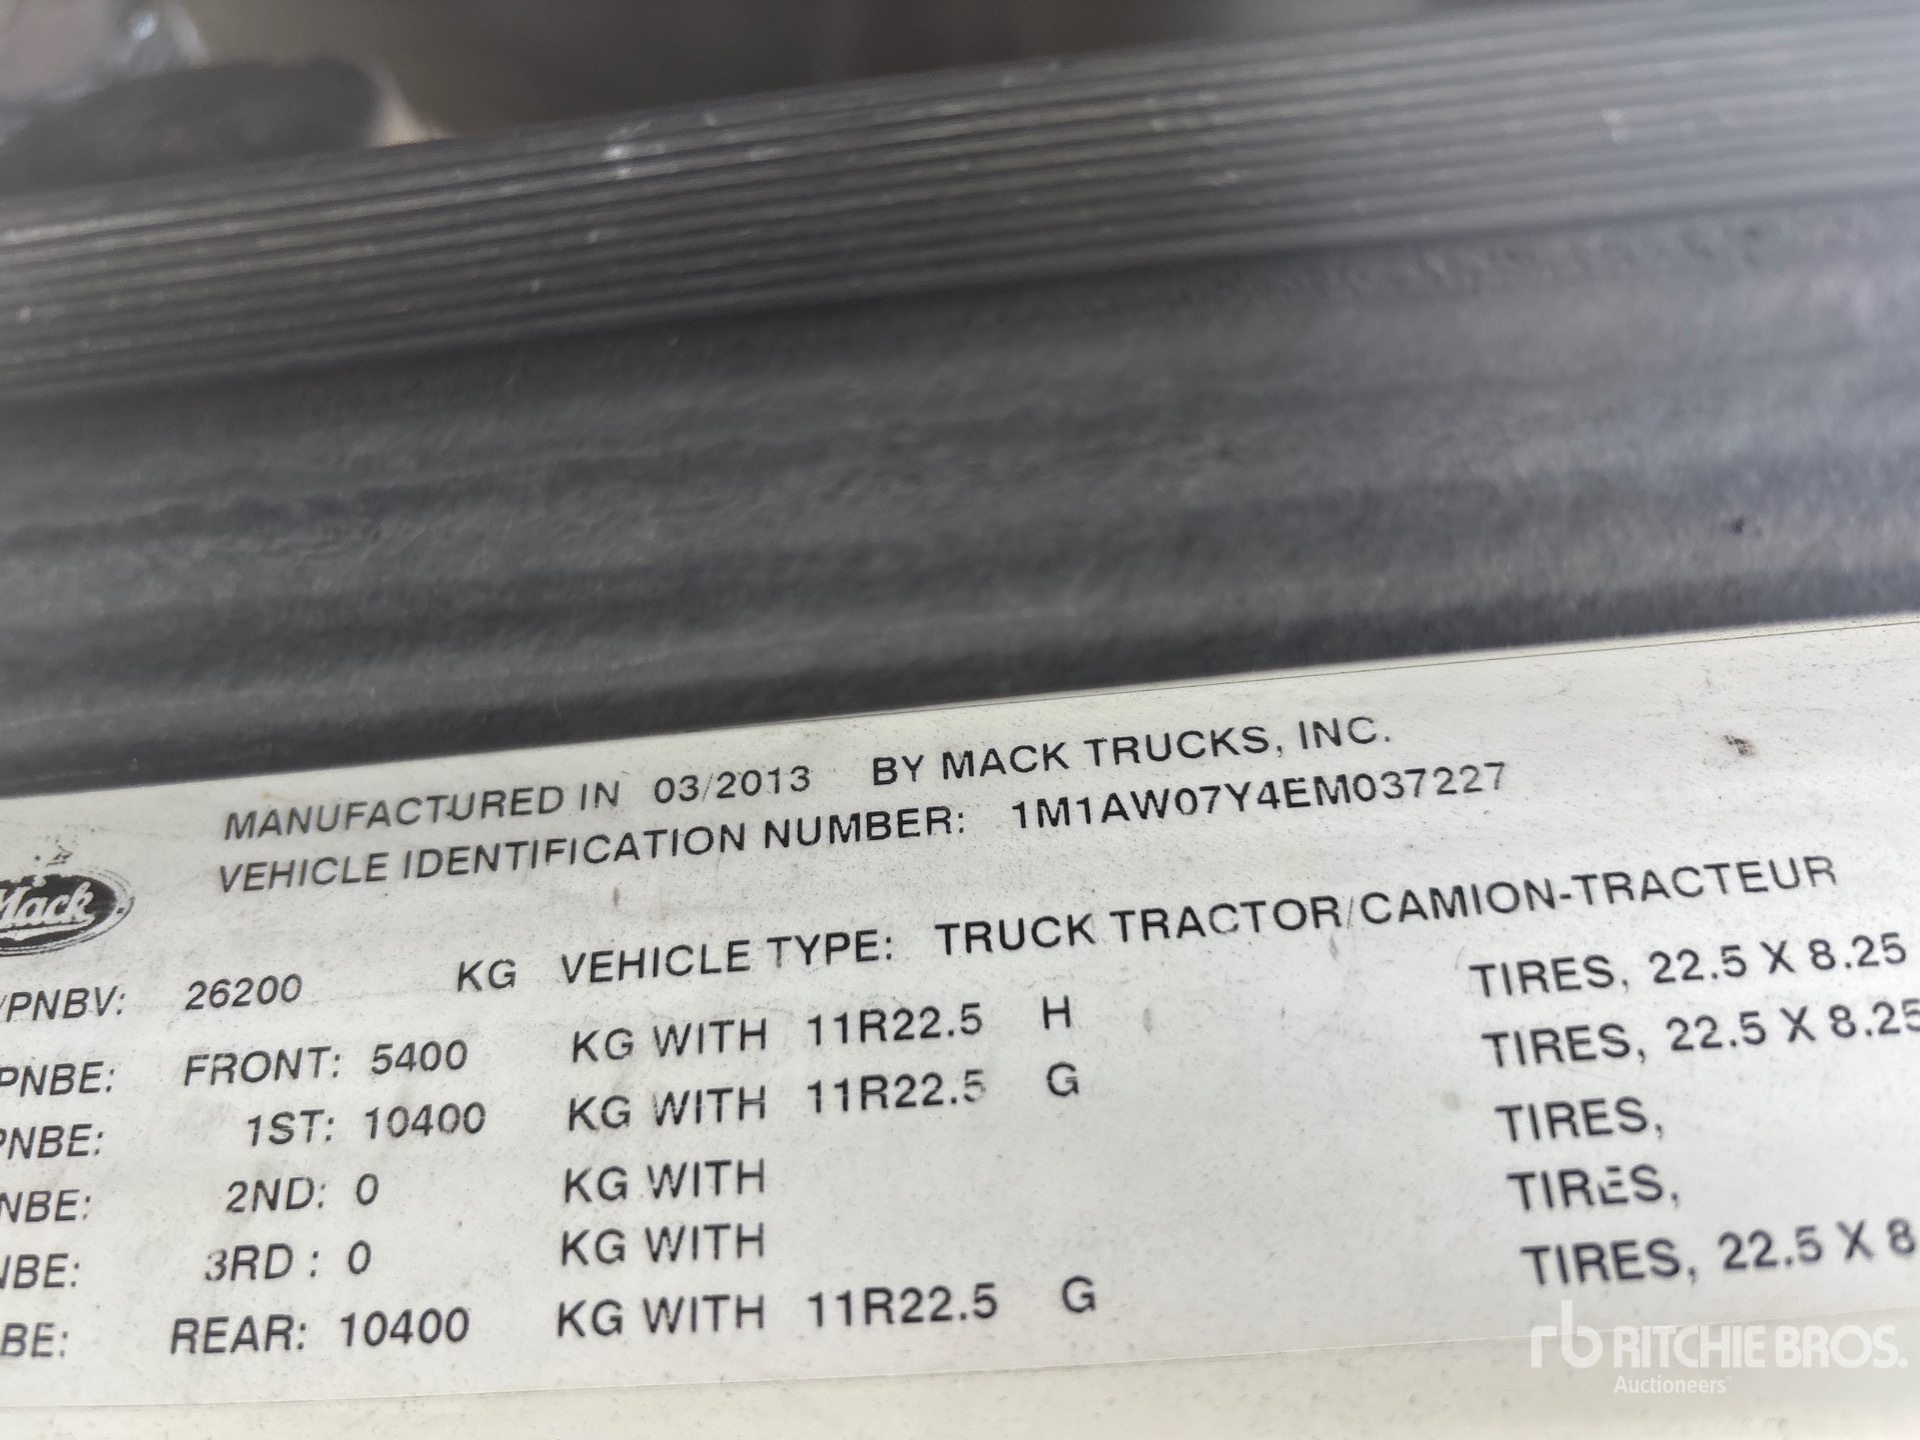 MANUFACTURED IN 03/2013 BY MACK TRUCKS, INC.
VEHICLE IDENTIFICATION NUMBER: 1M1AW07Y4EM037227
Mack
/PNBV: 26200 KG VEHICLE TYPE: TRUCK TRACTOR/CAMION-TRACTEUR
PNBE: FRONT: 5400 KG WITH 11R22.5 H TIRES, 22.5 X 8.25
PNBE: 1ST: 10400 KG WITH 11R22.5 G TIRES, 22.5 X 8.25
NBE: 2ND: 0 KG WITH TIRES,
NBE: 3RD : 0 KG WITH TIRES,
BE: REAR: 10400 KG WITH 11R22.5 G TIRES, 22.5 X 8
rb RITCHIE BROS.
Auctioneers